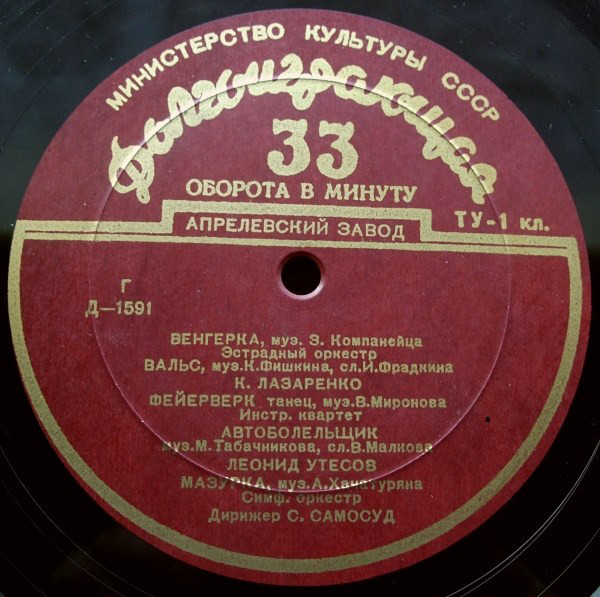 МИНИСТЕРСТВО КУЛЬТУРЫ СССР
Долгоиграющая
33
ОБОРОТА В МИНУТУ
ТУ-1 кл.
АПРЕЛЕВСКИЙ ЗАВОД
Г
Д—1591
ВЕНГЕРКА, муз. З. Компанейца
Эстрадный оркестр
ВАЛЬС, муз.К.Фишкина, сл.И.Фрадкина
К. ЛАЗАРЕНКО
ФЕЙЕРВЕРК танец, муз.В.Миронова
Инстр. квартет
АВТОБОЛЕЛЬЩИК
муз.М.Табачникова, сл.В.Малкова
ЛЕОНИД УТЕСОВ
МАЗУРКА, муз.А.Хачатуряна
Симф. оркестр
Дирижер С. САМОСУД